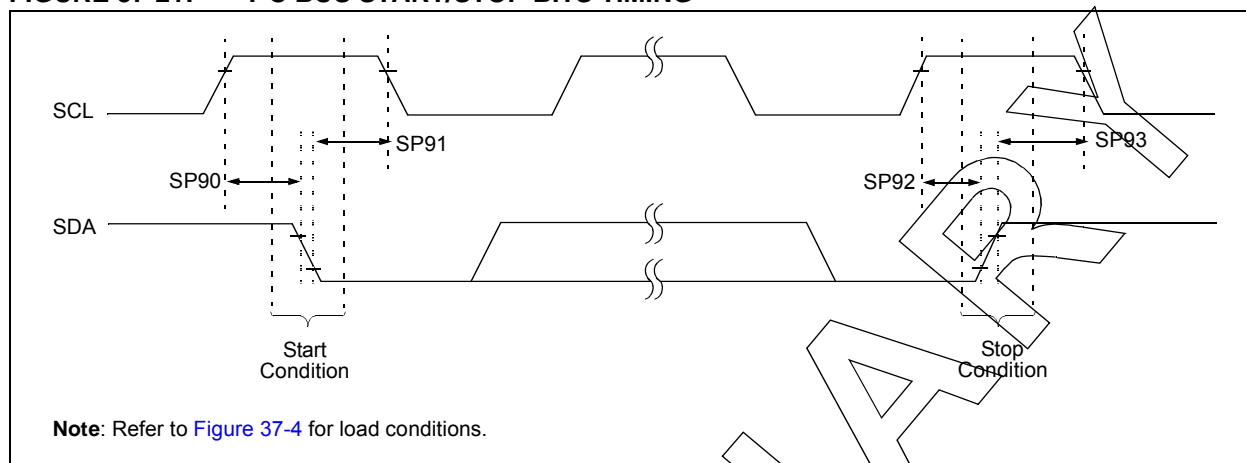 SCL
SP91
SP93
SP90
SP92
SDA
Start
Condition
Stop
Condition
Note: Refer to Figure 37-4 for load conditions.